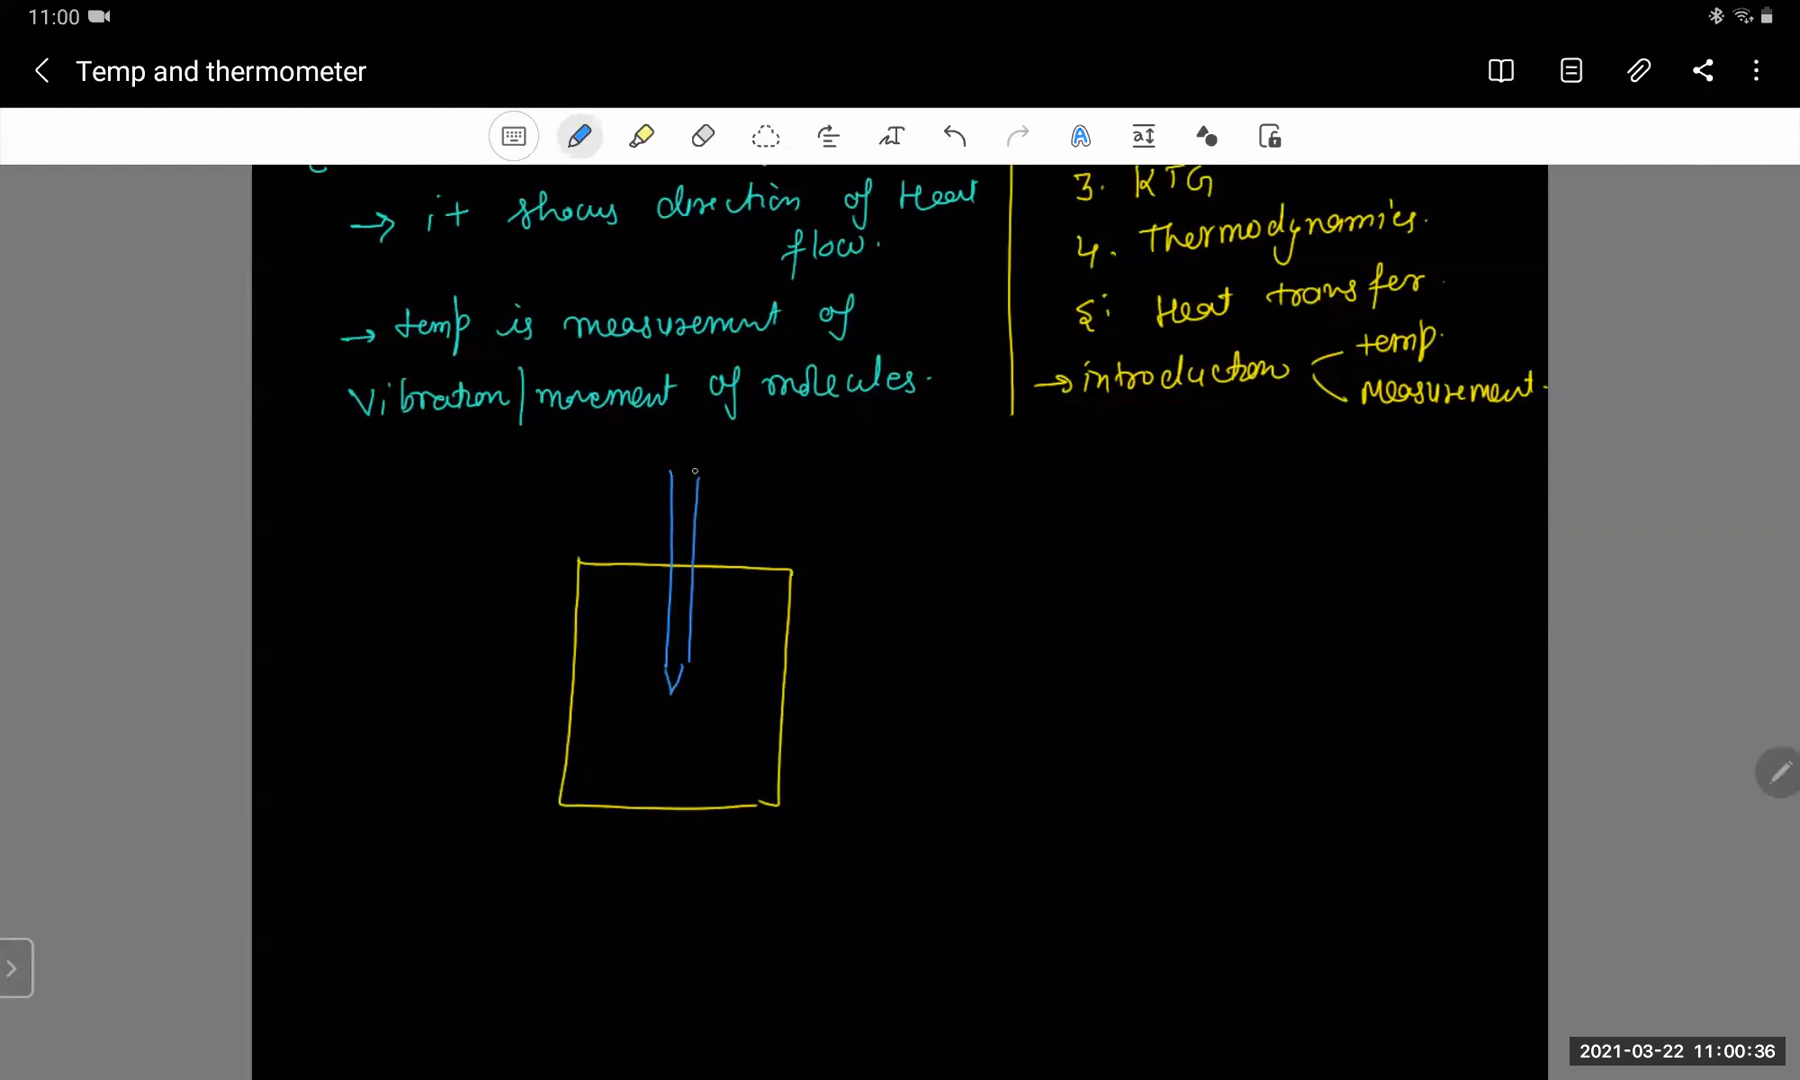 11:00
Temp and thermometer
→ it shows direction of Heat
flow.
→ temp is measurement of
vibration/movement of molecules.
3. KTG
4. Thermodynamics.
5. Heat transfer
→ introduction
temp.
measurement.
2021-03-22 11:00:36